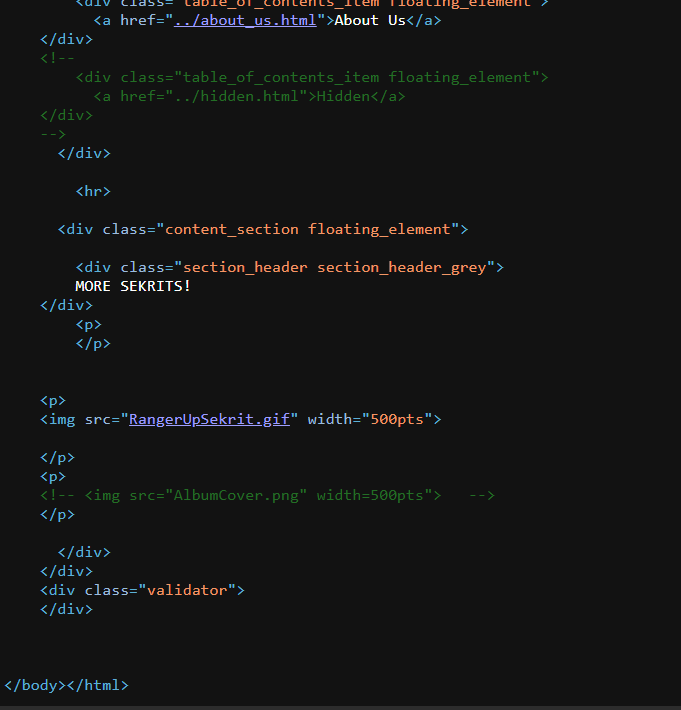 <div class="table_of_contents_item floating_element">
<a href="../about_us.html">About Us</a>
</div>
<!--
<div class="table_of_contents_item floating_element">
<a href="../hidden.html">Hidden</a>
</div>
-->
</div>
<hr>
<div class="content_section floating_element">
<div class="section_header section_header_grey">
MORE SEKRITS!
</div>
<p>
</p>
<p>
<img src="RangerUpSekrit.gif" width="500pts">
</p>
<p>
<!-- <img src="AlbumCover.png" width=500pts">   -->
</p>
</div>
</div>
<div class="validator">
</div>
</body></html>